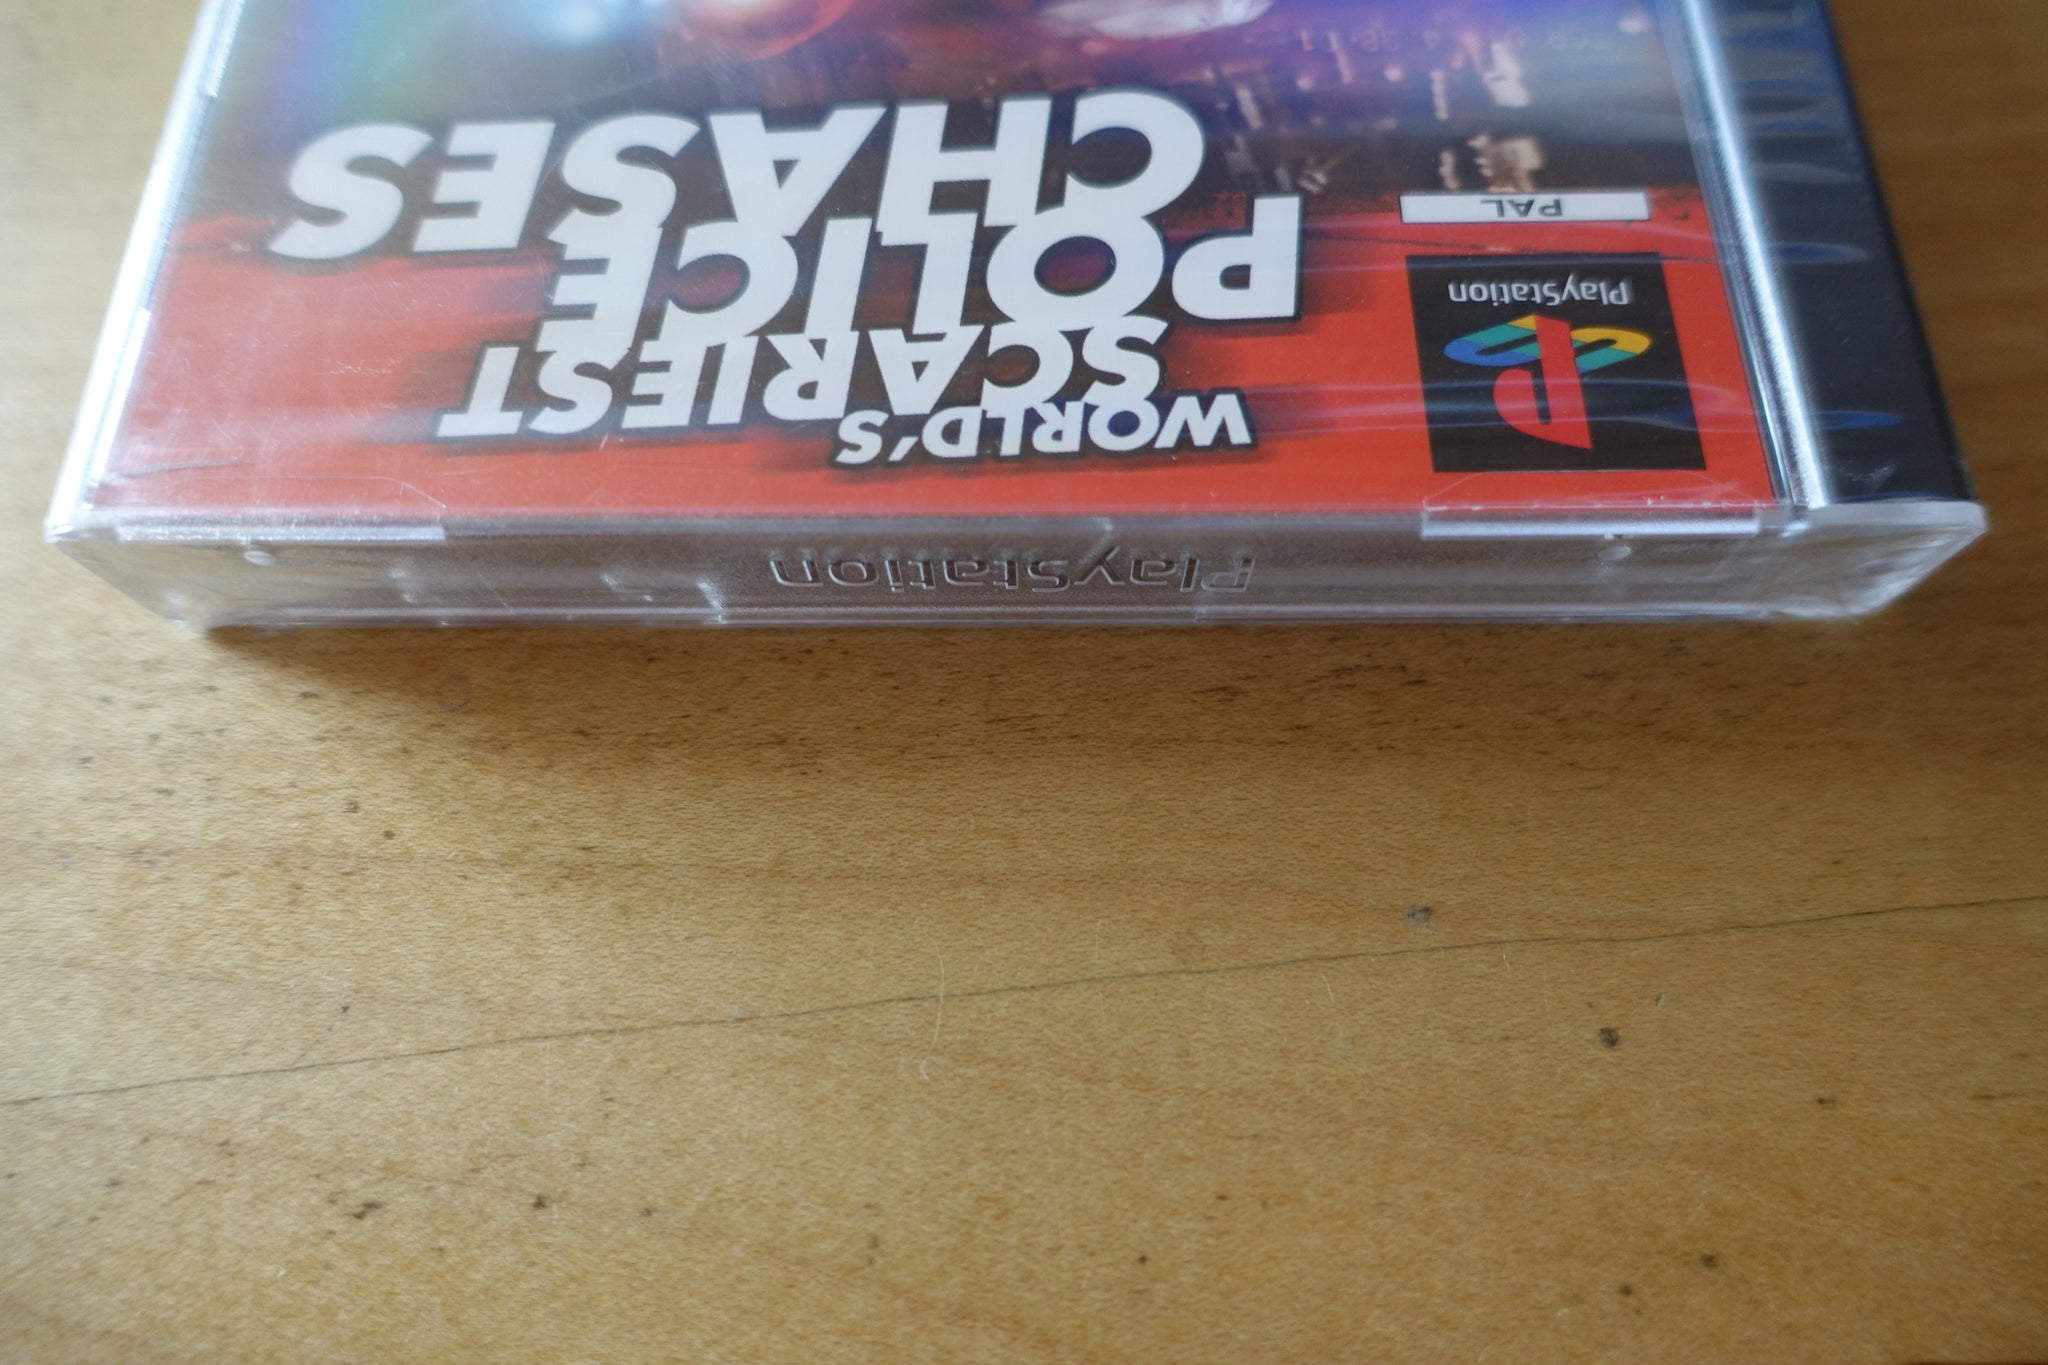 WORLD'S
SCARIEST
POLICE
CHASES
PlayStation
PAL
PlayStation